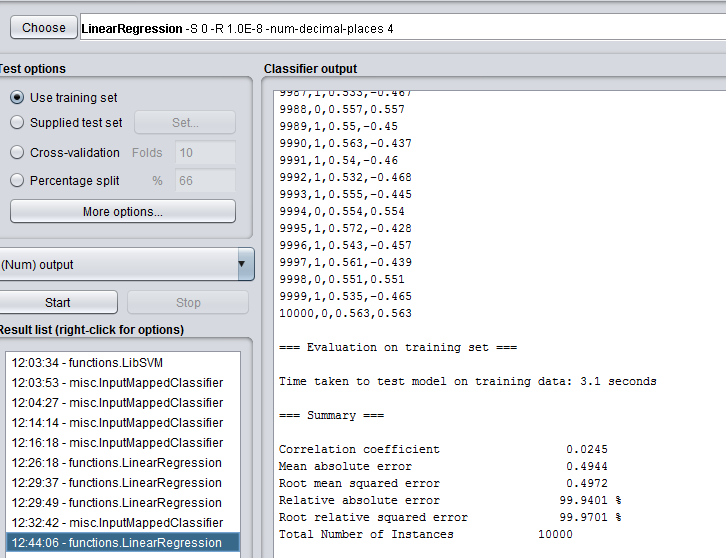 Choose LinearRegression -S 0 -R 1.0E-8 -num-decimal-places 4
Test options
Use training set
Supplied test set Set...
Cross-validation Folds 10
Percentage split % 66
More options...
(Num) output
Start Stop
Result list (right-click for options)
12:03:34 - functions.LibSVM
12:03:53 - misc.InputMappedClassifier
12:04:27 - misc.InputMappedClassifier
12:14:14 - misc.InputMappedClassifier
12:16:18 - misc.InputMappedClassifier
12:26:18 - functions.LinearRegression
12:29:37 - functions.LinearRegression
12:29:49 - functions.LinearRegression
12:32:42 - misc.InputMappedClassifier
12:44:06 - functions.LinearRegression
Classifier output
9987,1,0.533,-0.467
9988,0,0.557,0.557
9989,1,0.55,-0.45
9990,1,0.563,-0.437
9991,1,0.54,-0.46
9992,1,0.532,-0.468
9993,1,0.555,-0.445
9994,0,0.554,0.554
9995,1,0.572,-0.428
9996,1,0.543,-0.457
9997,1,0.561,-0.439
9998,0,0.551,0.551
9999,1,0.535,-0.465
10000,0,0.563,0.563
=== Evaluation on training set ===
Time taken to test model on training data: 3.1 seconds
=== Summary ===
Correlation coefficient 0.0245
Mean absolute error 0.4944
Root mean squared error 0.4972
Relative absolute error 99.9401 %
Root relative squared error 99.9701 %
Total Number of Instances 10000